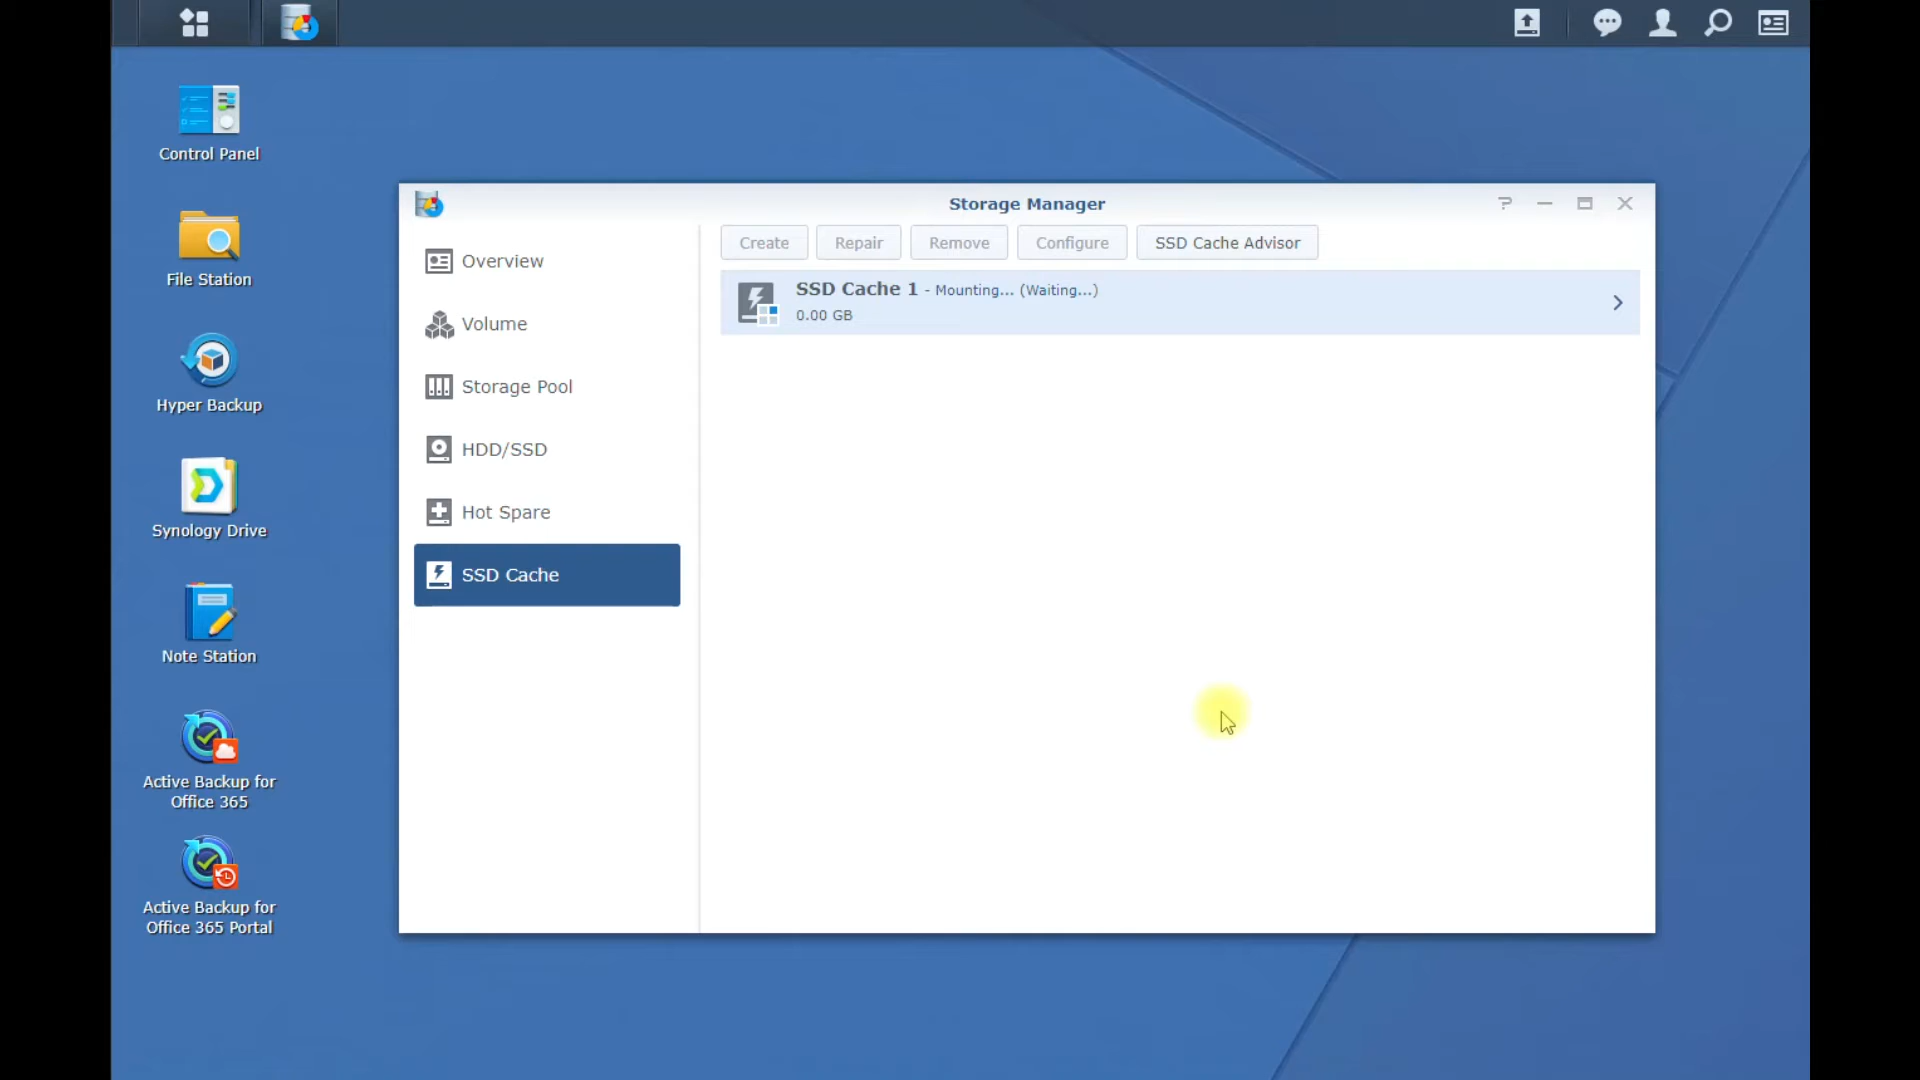 Control Panel
File Station
Hyper Backup
Synology Drive
Note Station
Active Backup for
Office 365
Active Backup for
Office 365 Portal
Storage Manager
Overview
Volume
Storage Pool
HDD/SSD
Hot Spare
SSD Cache
Create Repair Remove Configure SSD Cache Advisor
SSD Cache 1 - Mounting... (Waiting...)
0.00 GB